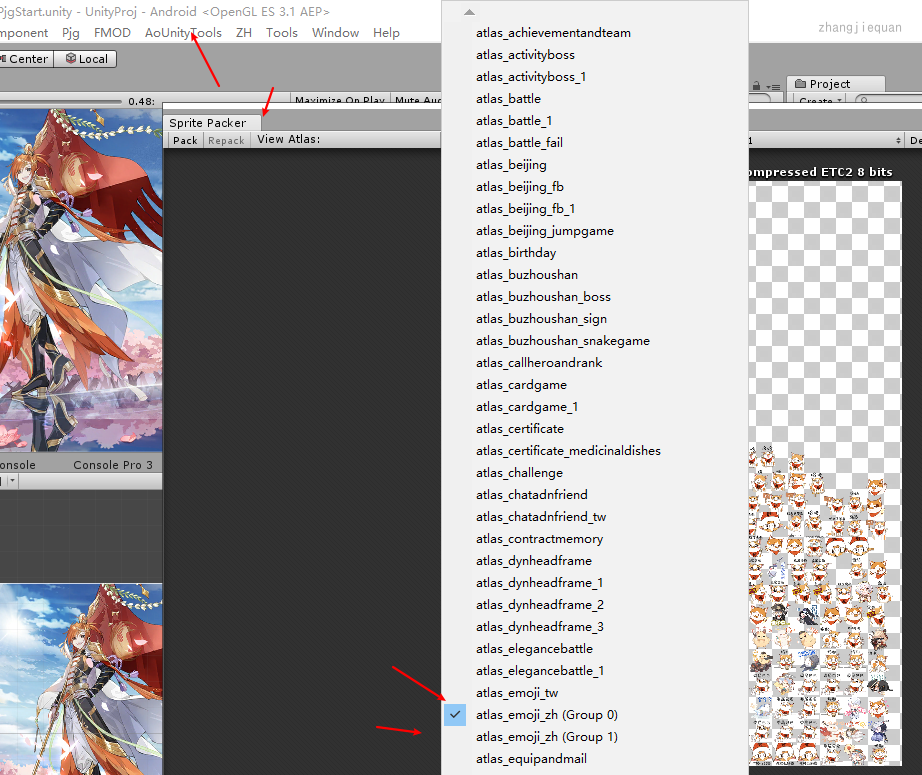 PjgStart.unity - UnityProj - Android <OpenGL ES 3.1 AEP>
mponent Pjg FMOD AoUnityTools ZH Tools Window Help
zhangjiequan
Center Local
0.48: Maximize On Play Mute Aud
Project
Create
Sprite Packer
Pack Repack View Atlas:
1
De
ompressed ETC2 8 bits
onsole Console Pro 3
atlas_achievementandteam
atlas_activityboss
atlas_activityboss_1
atlas_battle
atlas_battle_1
atlas_battle_fail
atlas_beijing
atlas_beijing_fb
atlas_beijing_fb_1
atlas_beijing_jumpgame
atlas_birthday
atlas_buzhoushan
atlas_buzhoushan_boss
atlas_buzhoushan_sign
atlas_buzhoushan_snakegame
atlas_callheroandrank
atlas_cardgame
atlas_cardgame_1
atlas_certificate
atlas_certificate_medicinaldishes
atlas_challenge
atlas_chatadnfriend
atlas_chatadnfriend_tw
atlas_contractmemory
atlas_dynheadframe
atlas_dynheadframe_1
atlas_dynheadframe_2
atlas_dynheadframe_3
atlas_elegancebattle
atlas_elegancebattle_1
atlas_emoji_tw
atlas_emoji_zh (Group 0)
atlas_emoji_zh (Group 1)
atlas_equipandmail